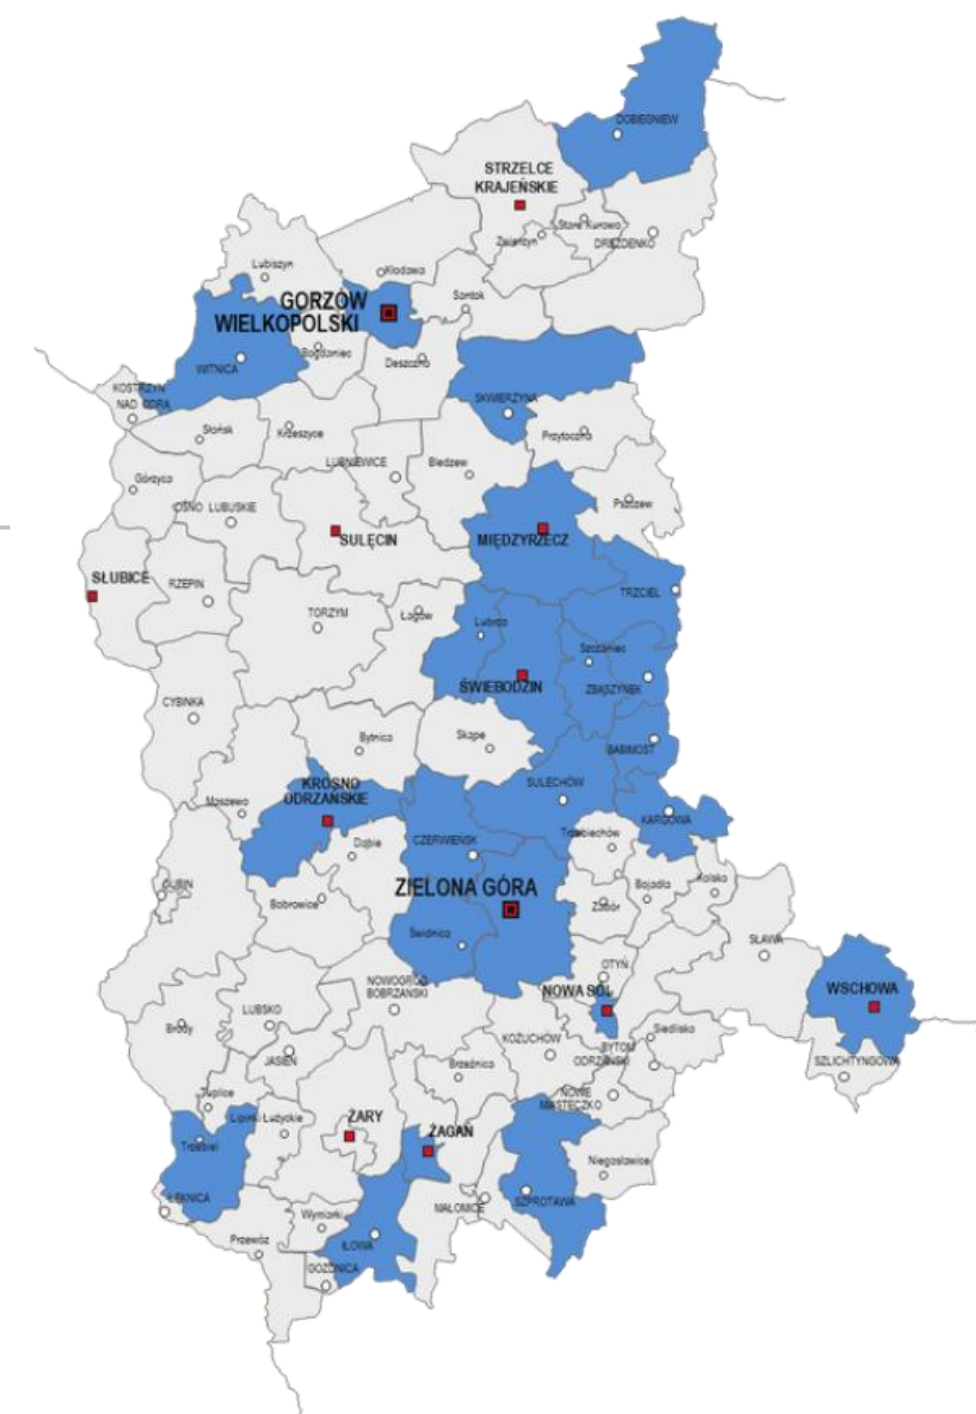 DOBIEGNIEW
STRZELCE
KRAJEŃSKIE
Stare Kurowo
Zwierzyn
DREZDENKO
Lubiszyn
Kłodawa
Santok
GORZÓW
WIELKOPOLSKI
Bogdaniec
Deszczno
WITNICA
KOSTRZYN
NAD ODRĄ
SKWIERZYNA
Słońsk
Krzeszyce
Przytoczna
LUBNIEWICE
Bledzew
Górzyca
OŚNO LUBUSKIE
Pszczew
SULĘCIN
MIĘDZYRZECZ
SŁUBICE
RZEPIN
TRZCIEL
TORZYM
Łagów
Lubrza
Szczaniec
ŚWIEBODZIN
ZBĄSZYNEK
CYBINKA
Skąpe
Bytnica
BABIMOST
KROSNO
ODRZAŃSKIE
SULECHÓW
Maszewo
KARGOWA
Trzebiechów
CZERWIEŃSK
Dąbie
GUBIN
ZIELONA GÓRA
Bojadła
Kolsko
Bobrowice
Zabór
Świdnica
SŁAWA
OTYŃ
NOWOGRÓD
BOBRZAŃSKI
NOWA SÓL
WSCHOWA
LUBSKO
Brody
Siedlisko
KOŻUCHÓW
BYTOM
ODRZAŃSKI
JASIEŃ
Brzeźnica
SZLICHTYNGOWA
Tuplice
NOWE
MIASTECZKO
Lipinki Łużyckie
ŻARY
ŻAGAŃ
Trzebiel
Niegosławice
ŁĘKNICA
SZPROTAWA
MAŁOMICE
Wymiarki
Przewóz
IŁOWA
GOZDNICA